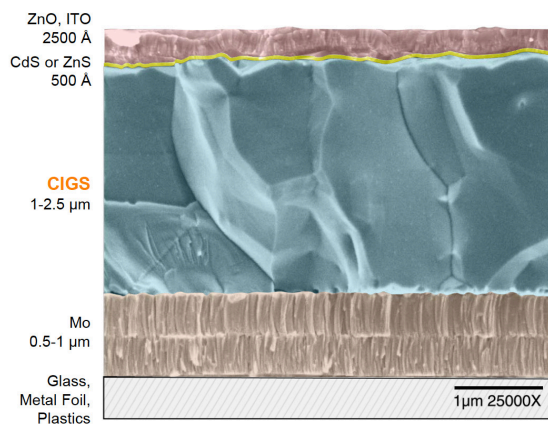 ZnO, ITO
2500 Å
CdS or ZnS
500 Å
CIGS
1-2.5 µm
Mo
0.5-1 µm
Glass,
Metal Foil,
Plastics
1µm 25000X